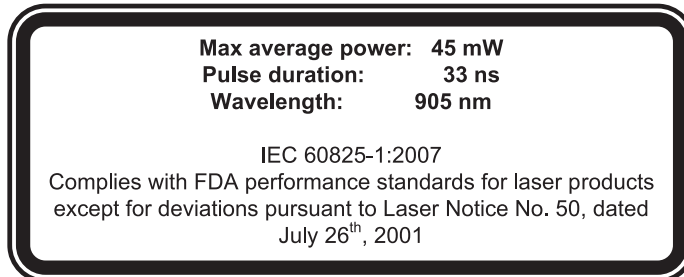 Max average power: 45 mW
Pulse duration: 33 ns
Wavelength: 905 nm
IEC 60825-1:2007
Complies with FDA performance standards for laser products
except for deviations pursuant to Laser Notice No. 50, dated
July 26th, 2001